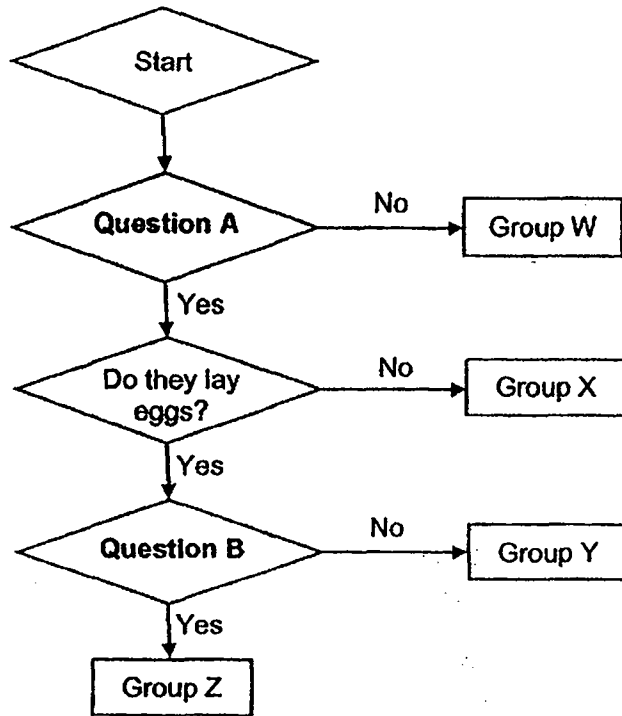 Start
Question A
No
Group W
Yes
Do they lay
eggs?
No
Group X
Yes
Question B
No
Group Y
Yes
Group Z